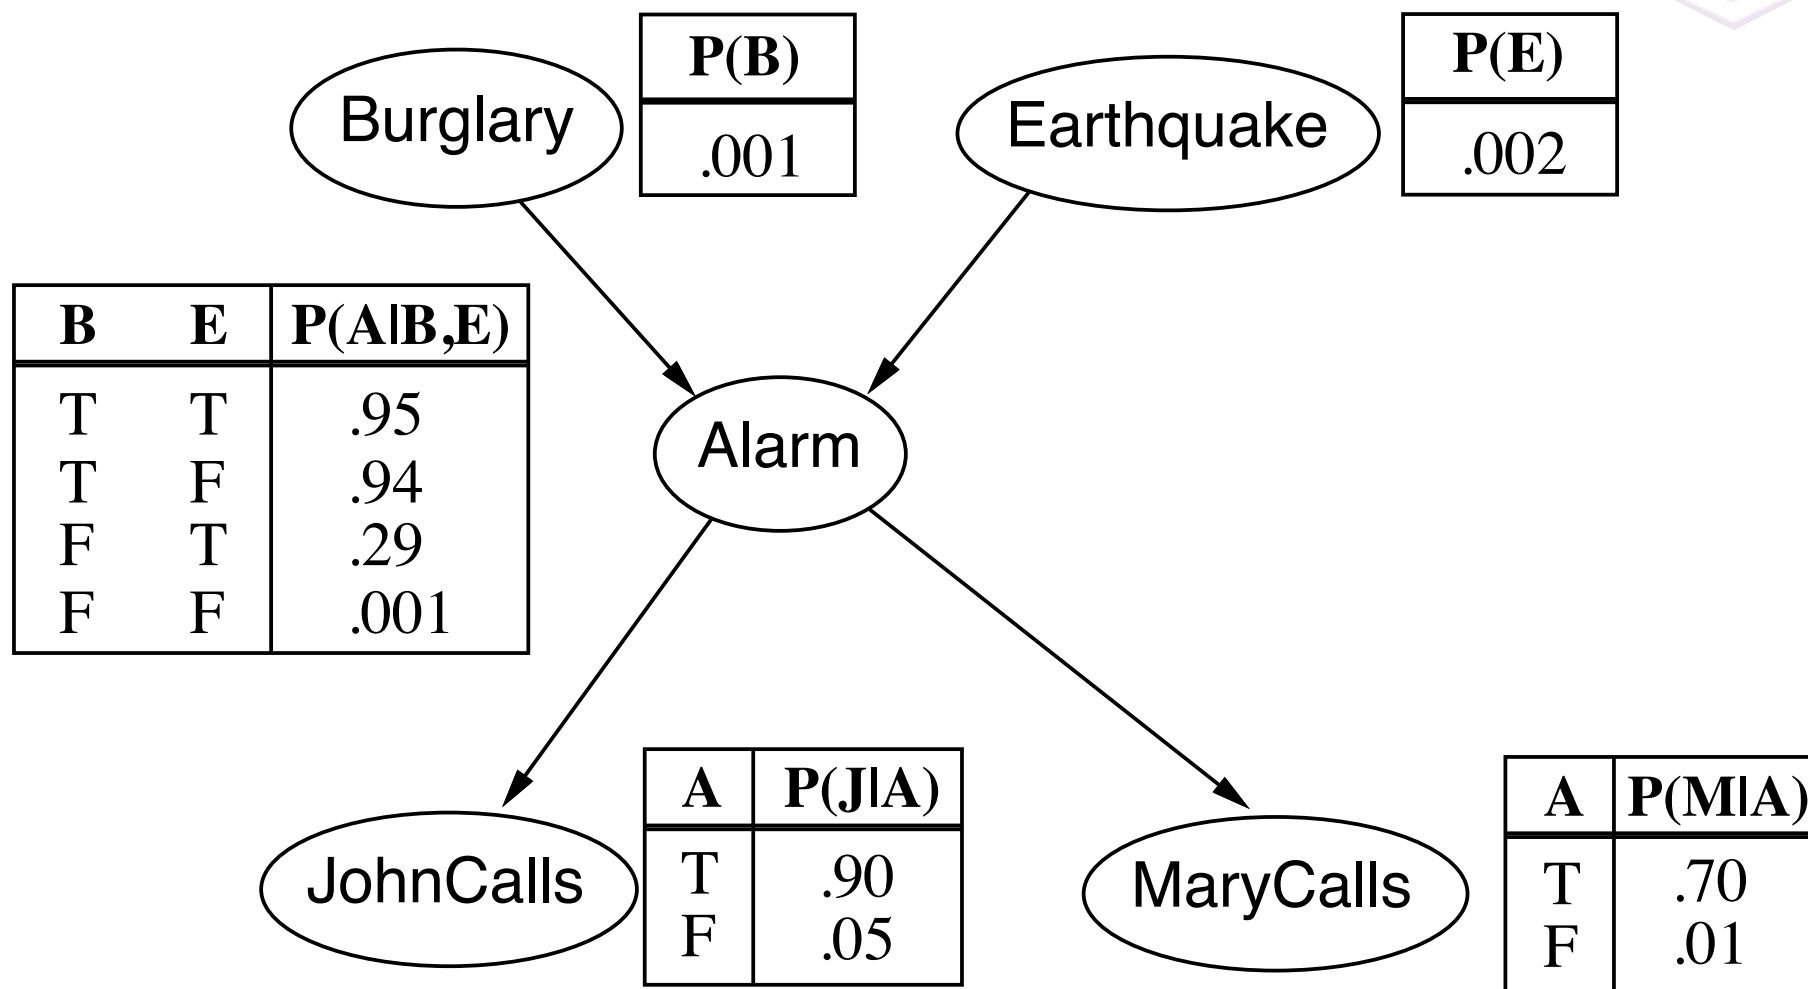 Burglary
P(B)
.001
Earthquake
P(E)
.002
B E P(A|B,E)
T T .95
T F .94
F T .29
F F .001
Alarm
JohnCalls
A P(J|A)
T .90
F .05
MaryCalls
A P(M|A)
T .70
F .01